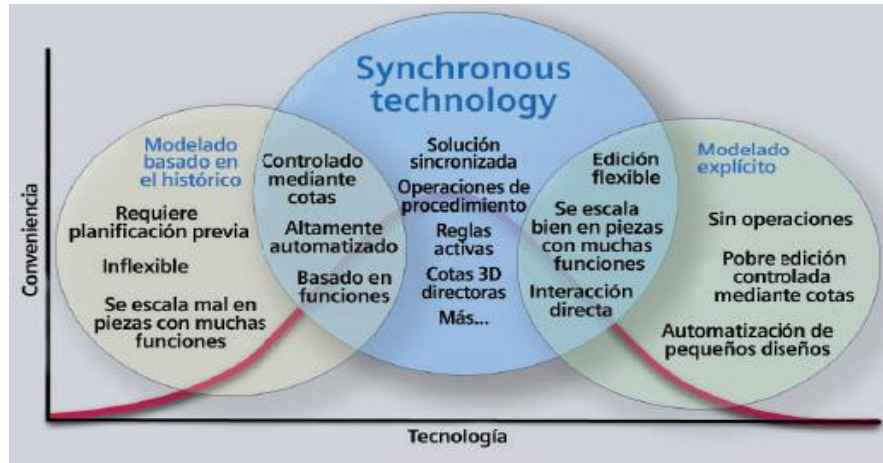 Synchronous
technology
Modelado
basado en
el histórico
Requiere
planificación previa
Inflexible
Se escala mal en
piezas con muchas
funciones
Controlado
mediante
cotas
Altamente
automatizado
Basado en
funciones
Solución
sincronizada
Operaciones de
procedimiento
Reglas
activas
Cotas 3D
directoras
Más...
Edición
flexible
Se escala
bien en piezas
con muchas
funciones
Interacción
directa
Modelado
explícito
Sin operaciones
Pobre edición
controlada
mediante cotas
Automatización de
pequeños diseños
Conveniencia
Tecnología